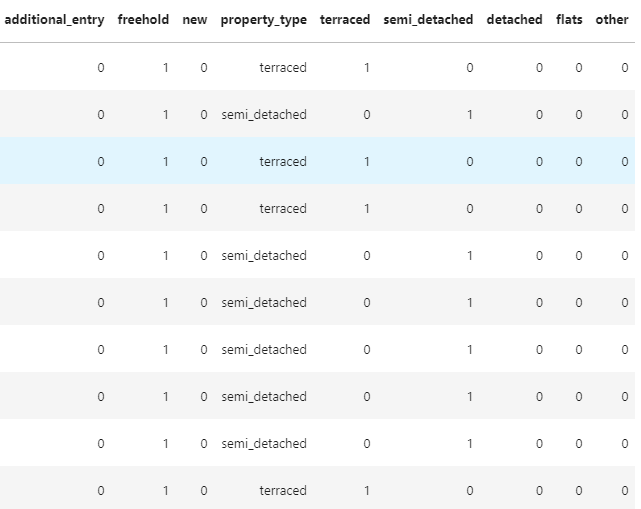 additional_entry freehold new property_type terraced semi_detached detached flats other
0 1 0 terraced 1 0 0 0 0
0 1 0 semi_detached 0 1 0 0 0
0 1 0 terraced 1 0 0 0 0
0 1 0 terraced 1 0 0 0 0
0 1 0 semi_detached 0 1 0 0 0
0 1 0 semi_detached 0 1 0 0 0
0 1 0 semi_detached 0 1 0 0 0
0 1 0 semi_detached 0 1 0 0 0
0 1 0 semi_detached 0 1 0 0 0
0 1 0 terraced 1 0 0 0 0